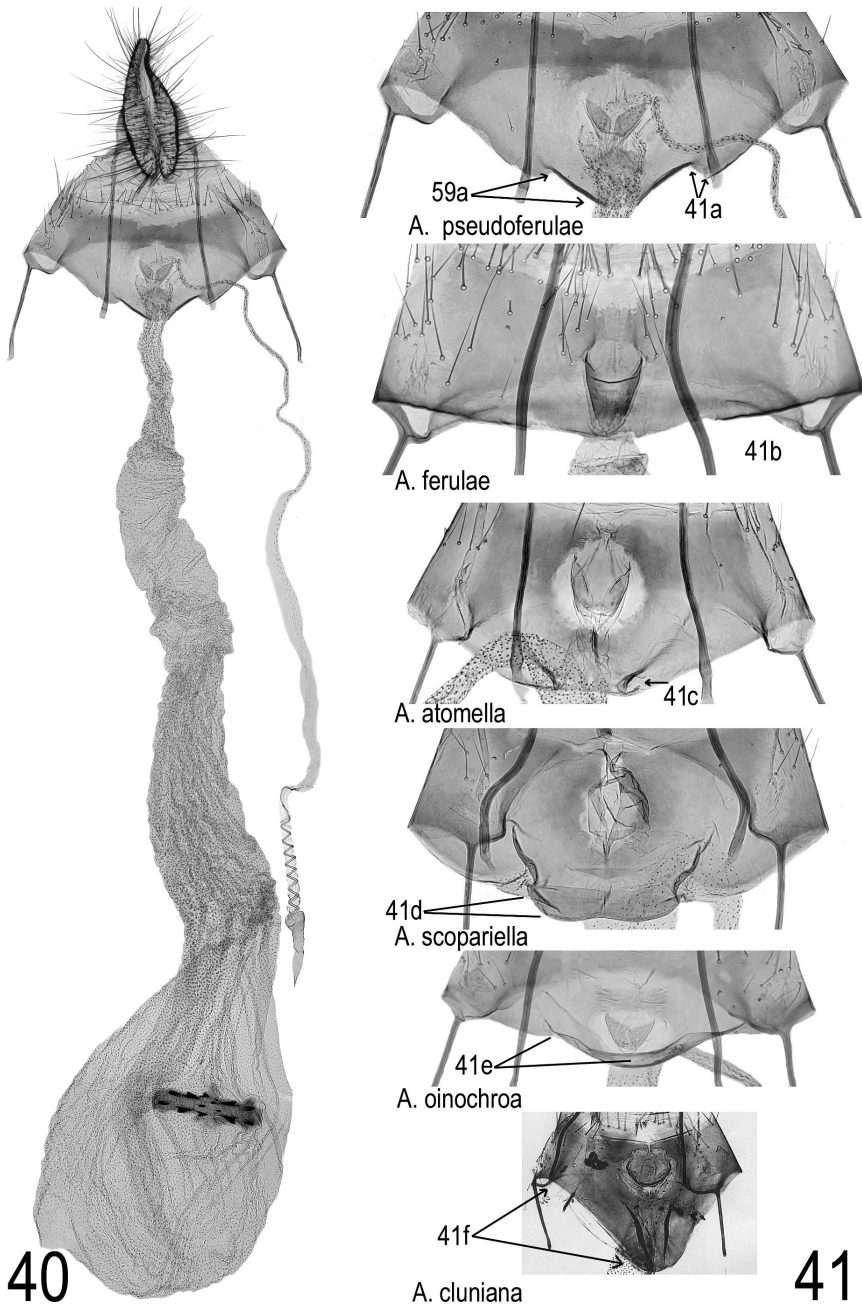 59a
41a
A. pseudoferulae
41b
A. ferulae
41c
A. atomella
41d
A. scopariella
41e
A. oinochroa
41f
A. cluniana
40
41